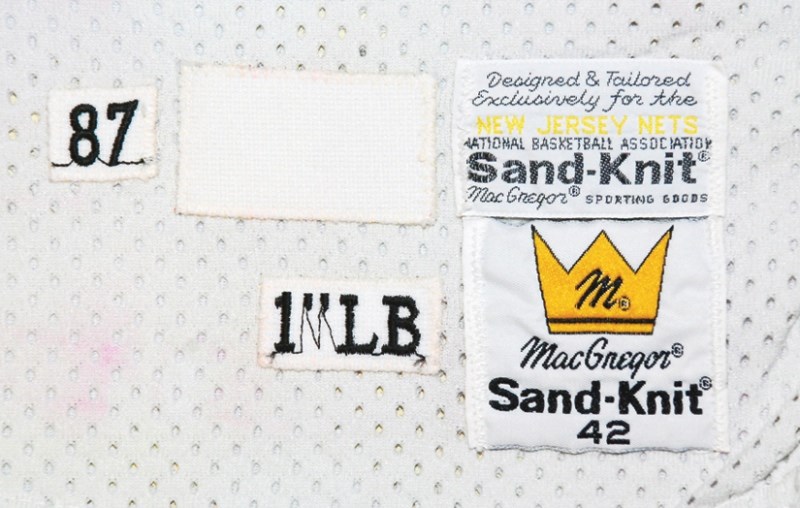 87
Designed & Tailored
Exclusively for the
NEW JERSEY NETS
NATIONAL BASKETBALL ASSOCIATION
Sand-Knit®
MacGregor® SPORTING GOODS
1"LB
M®
MacGregor®
Sand-Knit®
42